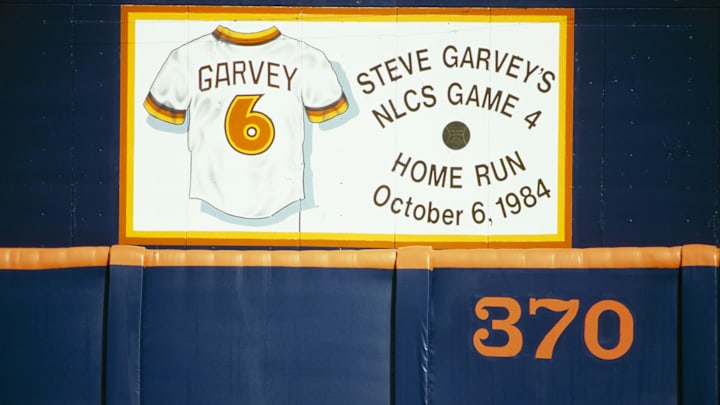 GARVEY
6
STEVE GARVEY'S
NLCS GAME 4
HOME RUN
October 6, 1984
370